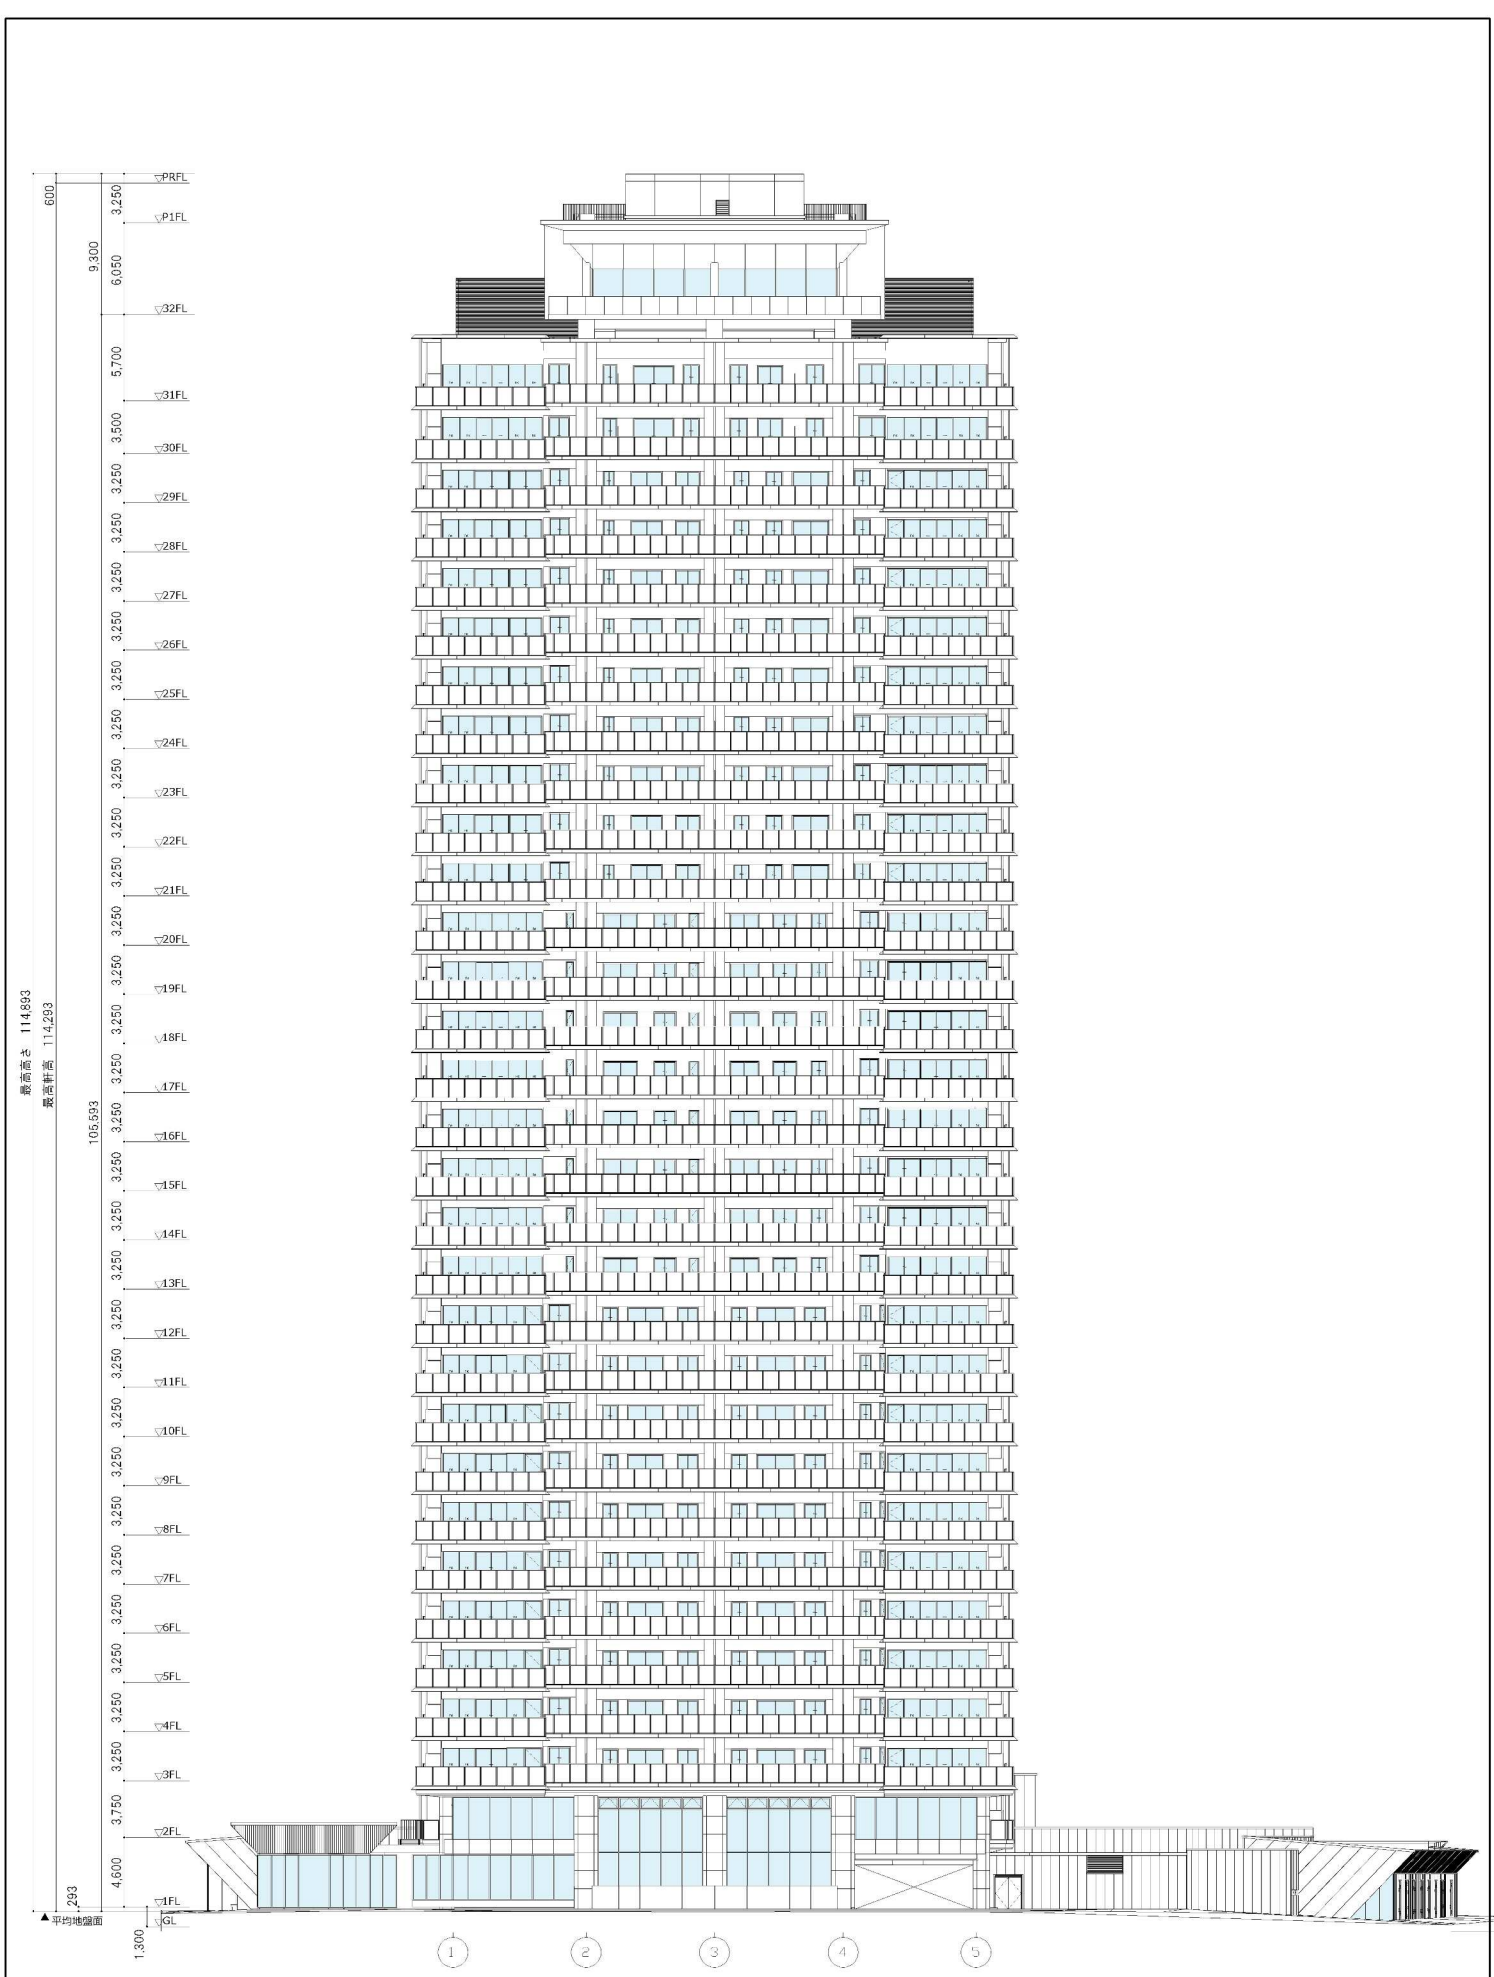 PRFL
600
3,250
P1FL
9,300
6,050
32FL
5,700
31FL
3,500
30FL
3,250
29FL
3,250
28FL
3,250
27FL
3,250
26FL
3,250
25FL
3,250
24FL
3,250
23FL
3,250
22FL
3,250
21FL
3,250
20FL
3,250
19FL
最高高さ 114,893
最高軒高 114,293
3,250
18FL
3,250
17FL
105,593
3,250
16FL
3,250
15FL
3,250
14FL
3,250
13FL
3,250
12FL
3,250
11FL
3,250
10FL
3,250
9FL
3,250
8FL
3,250
7FL
3,250
6FL
3,250
5FL
3,250
4FL
3,250
3FL
3,750
2FL
4,600
293
1FL
▲平均地盤面
GL
1,300
1 2 3 4 5